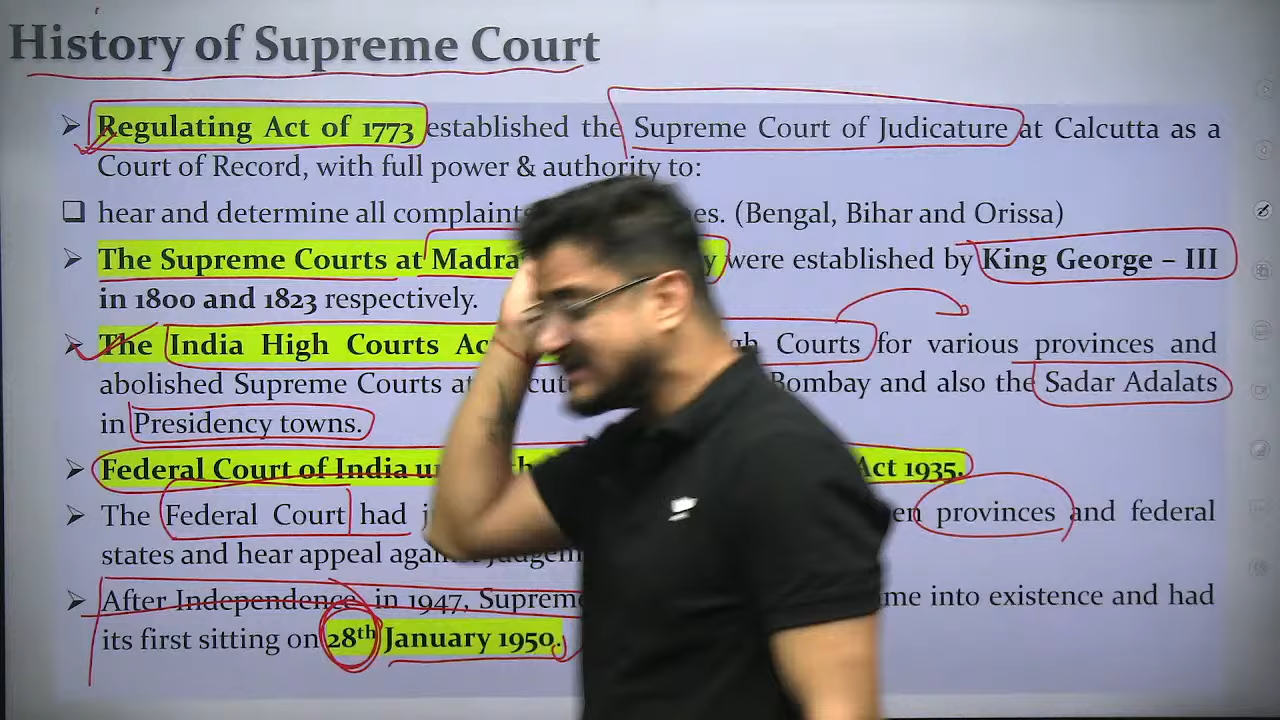 History of Supreme Court
➢ Regulating Act of 1773 established the Supreme Court of Judicature at Calcutta as a
Court of Record, with full power & authority to:
❑ hear and determine all complaints (Bengal, Bihar and Orissa)
➢ The Supreme Courts at were established by King George – III
in 1800 and 1823 respectively.
➢ The India High Courts Courts for various provinces and
abolished Supreme Courts at Bombay and also the Sadar Adalats
in Presidency towns.
➢ Federal Court of India Act 1935.
➢ The Federal Court had provinces and federal
states and hear appeal
➢ After Independence in 1947, into existence and had
its first sitting on 28th January 1950.